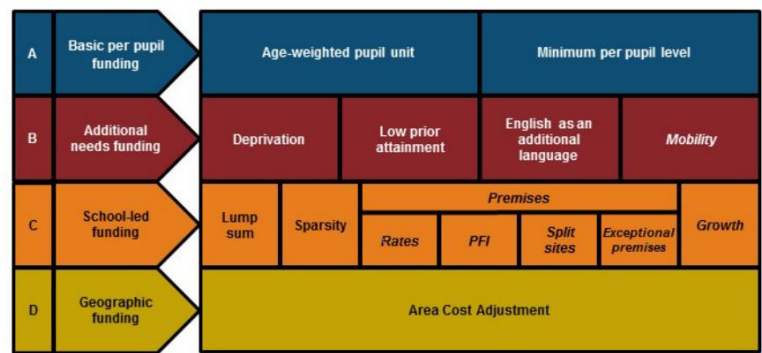 A
Basic per pupil
funding
Age-weighted pupil unit
Minimum per pupil level
B
Additional
needs funding
Deprivation
Low prior
attainment
English as an
additional
language
Mobility
C
School-led
funding
Lump
sum
Sparsity
Premises
Rates
PFI
Split
sites
Exceptional
premises
Growth
D
Geographic
funding
Area Cost Adjustment